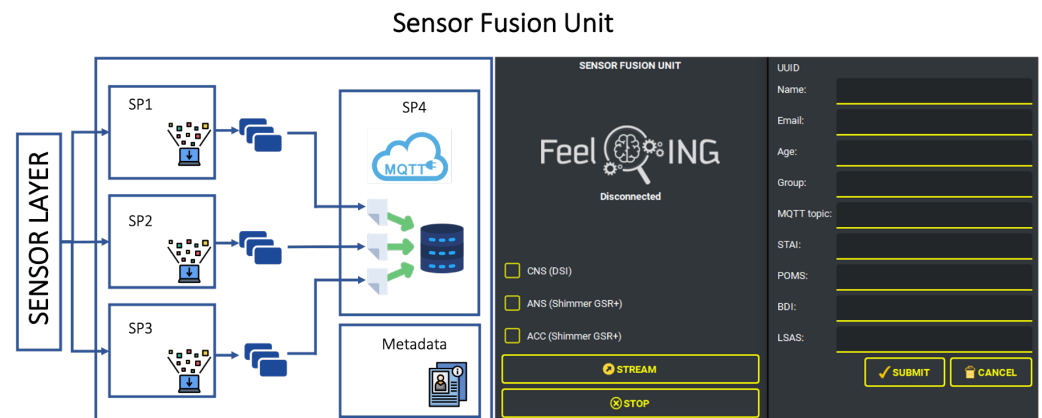 Sensor Fusion Unit
SENSOR LAYER
SP1
SP2
SP3
SP4
MQTT
Metadata
SENSOR FUSION UNIT
Feel ING
Disconnected
CNS (DSI)
ANS (Shimmer GSR+)
ACC (Shimmer GSR+)
STREAM
STOP
UUID
Name:
Email:
Age:
Group:
MQTT topic:
STAI:
POMS:
BDI:
LSAS:
SUBMIT
CANCEL